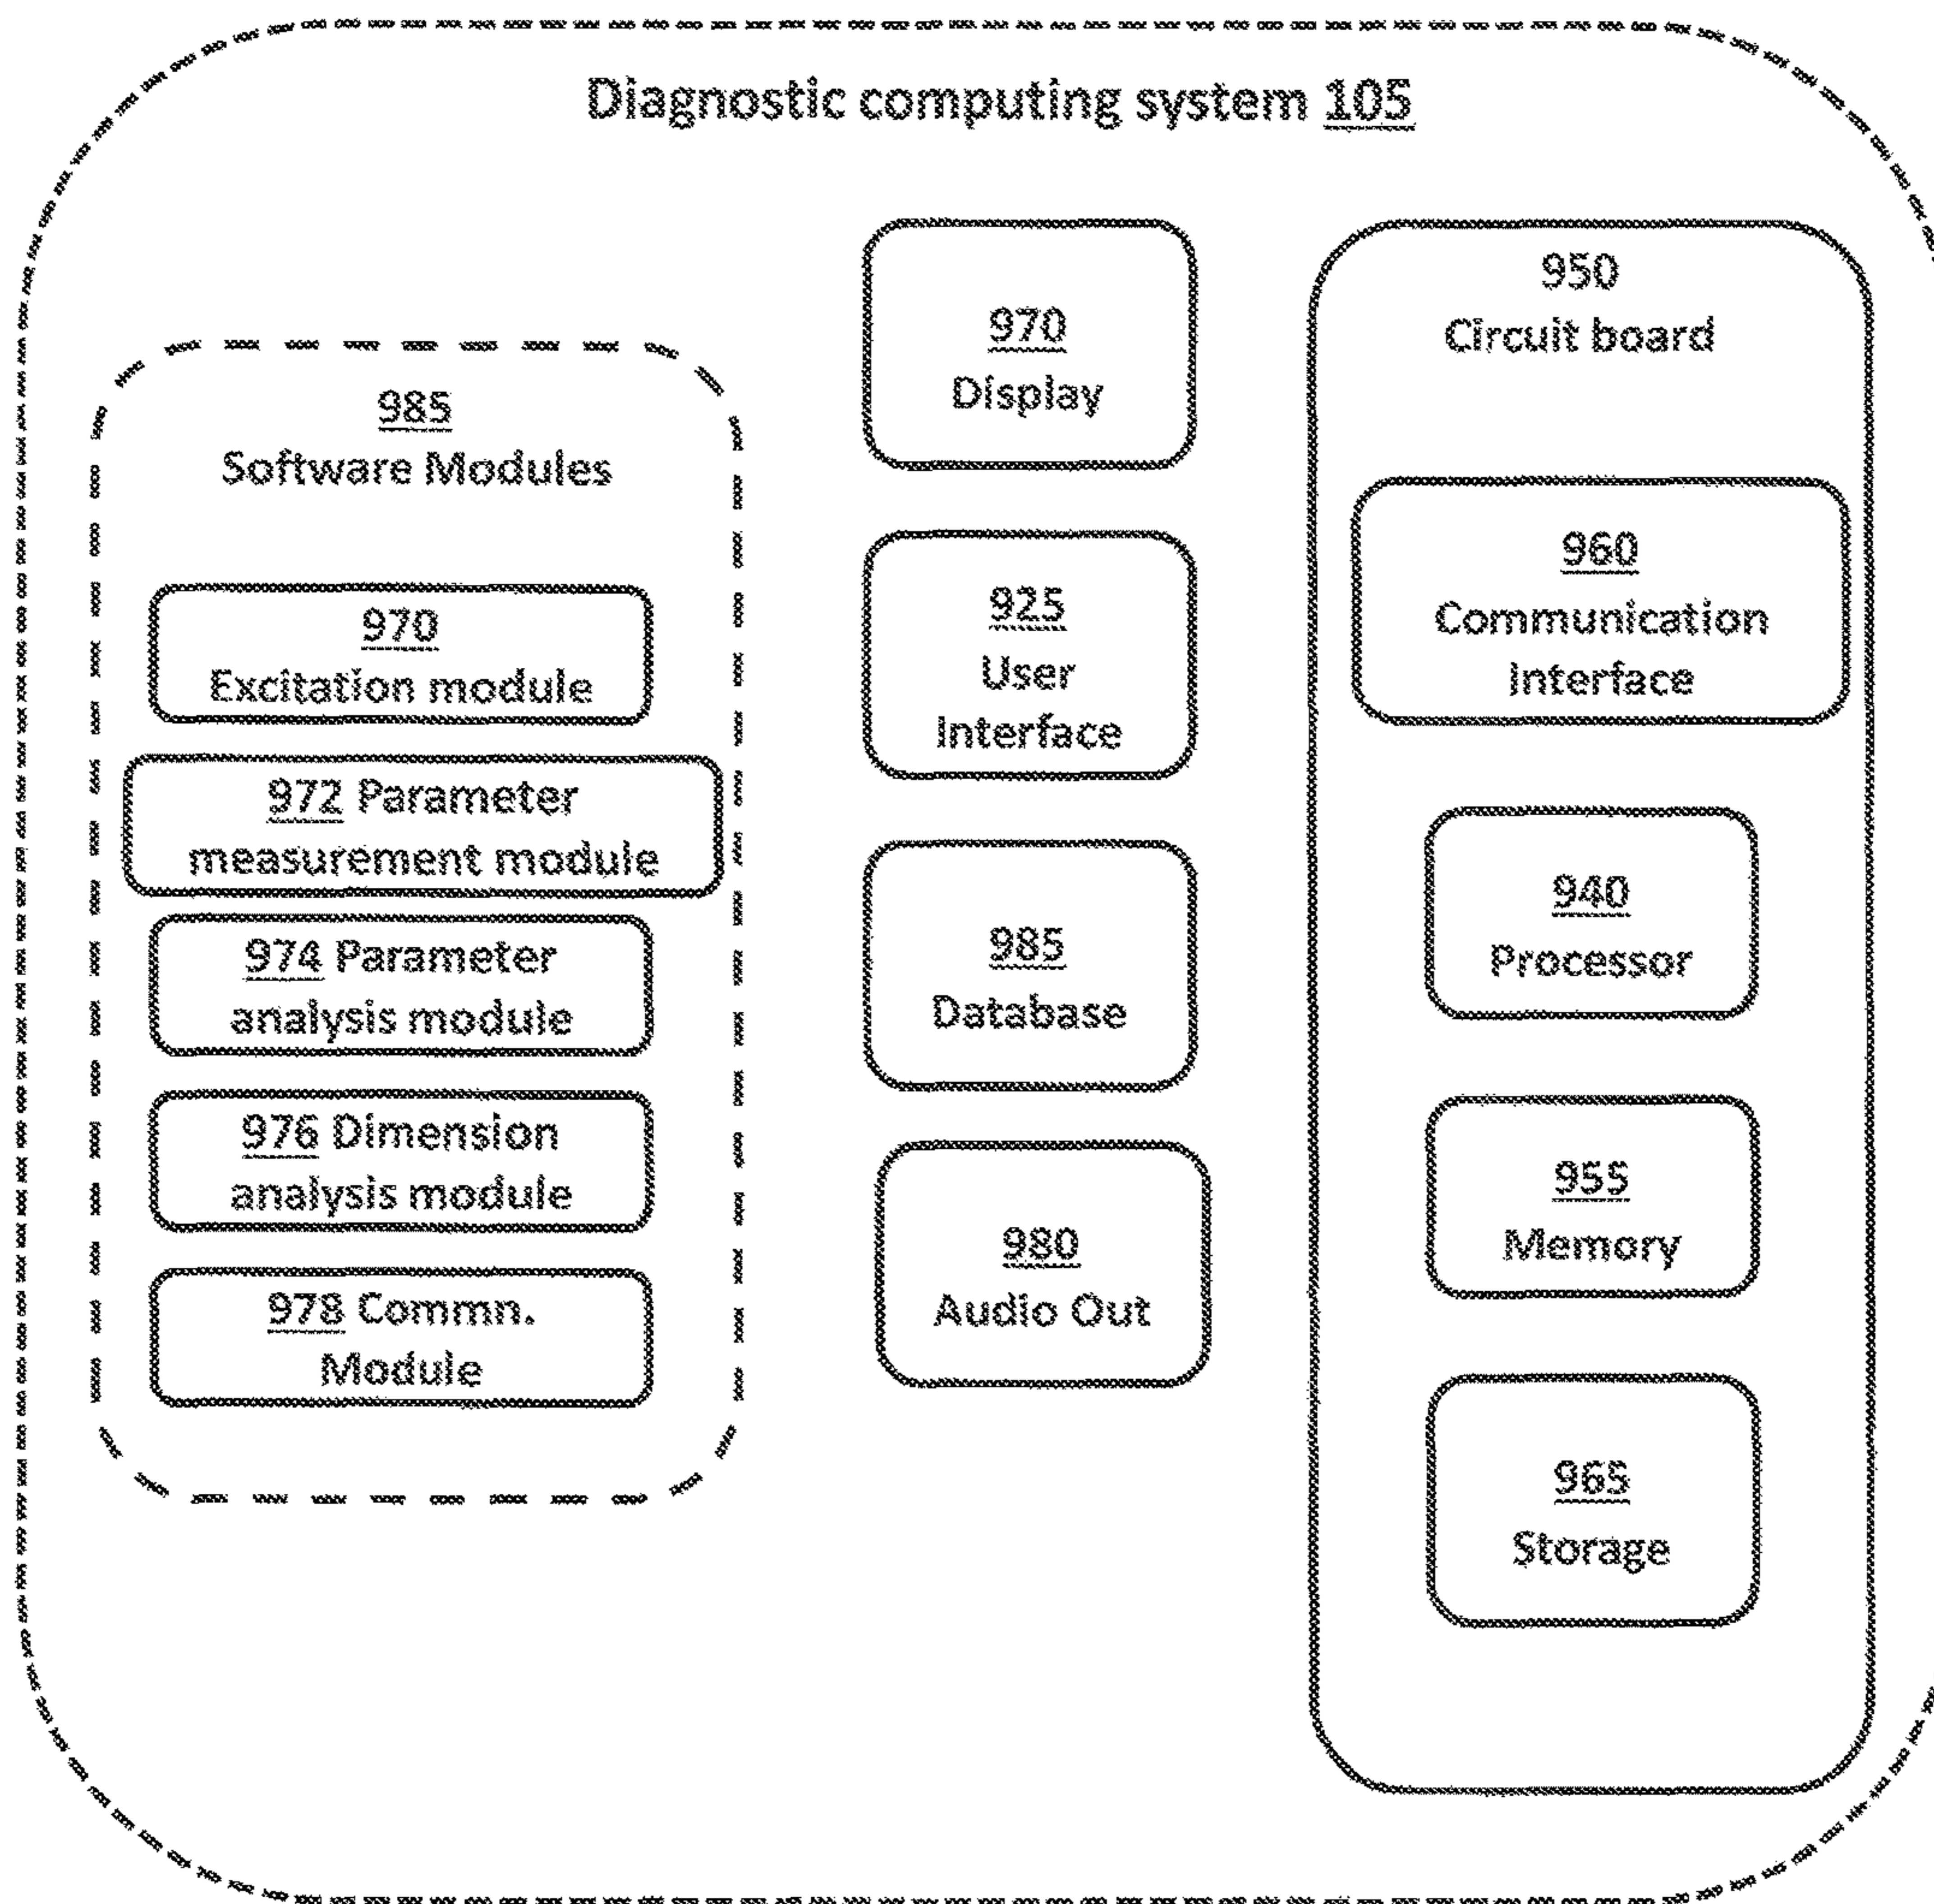 Diagnostic computing system 105
985
Software Modules
970
Excitation module
972 Parameter
measurement module
974 Parameter
analysis module
976 Dimension
analysis module
978 Commn.
Module
970
Display
925
User
Interface
985
Database
980
Audio Out
950
Circuit board
960
Communication
Interface
940
Processor
955
Memory
965
Storage